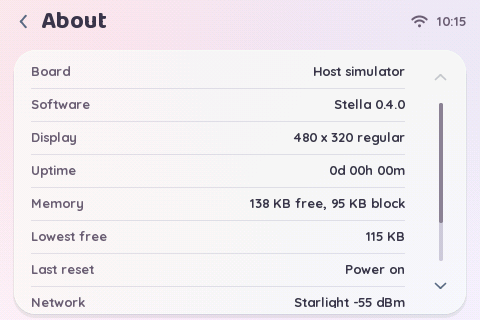 About
10:15
Board Host simulator
Software Stella 0.4.0
Display 480 x 320 regular
Uptime 0d 00h 00m
Memory 138 KB free, 95 KB block
Lowest free 115 KB
Last reset Power on
Network Starlight -55 dBm